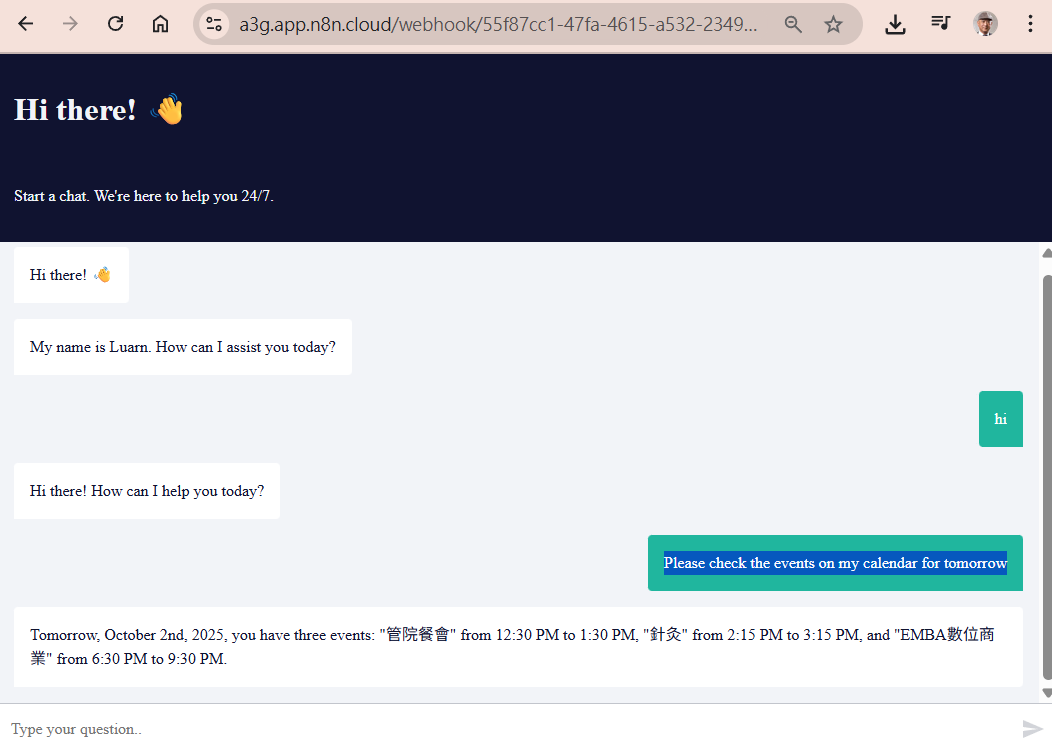 a3g.app.n8n.cloud/webhook/55f87cc1-47fa-4615-a532-2349...
Hi there! 👋
Start a chat. We're here to help you 24/7.
Hi there! 👋
My name is Luarn. How can I assist you today?
hi
Hi there! How can I help you today?
Please check the events on my calendar for tomorrow
Tomorrow, October 2nd, 2025, you have three events: "管院餐會" from 12:30 PM to 1:30 PM, "針灸" from 2:15 PM to 3:15 PM, and "EMBA數位商
業" from 6:30 PM to 9:30 PM.
Type your question..